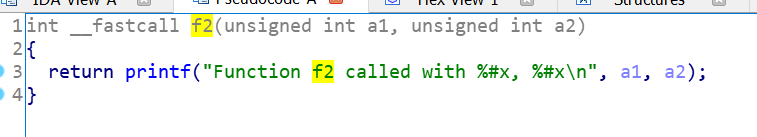 IDA View-A Pseudocode-A Hex View-1 Structures
1 int __fastcall f2(unsigned int a1, unsigned int a2)
2 {
3 return printf("Function f2 called with %#x, %#x\n", a1, a2);
4 }